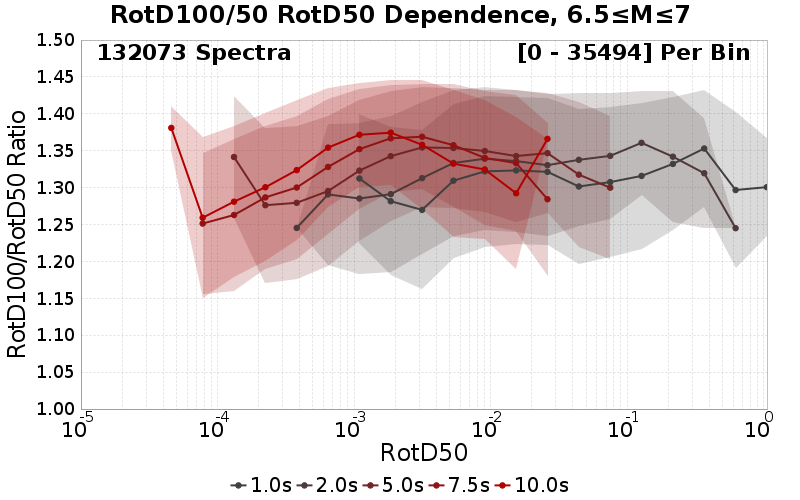 RotD100/50 RotD50 Dependence, 6.5≤M≤7
132073 Spectra
[0 - 35494] Per Bin
RotD100/RotD50 Ratio
1.50
1.45
1.40
1.35
1.30
1.25
1.20
1.15
1.10
1.05
1.00
10-5 10-4 10-3 10-2 10-1 100
RotD50
1.0s 2.0s 5.0s 7.5s 10.0s